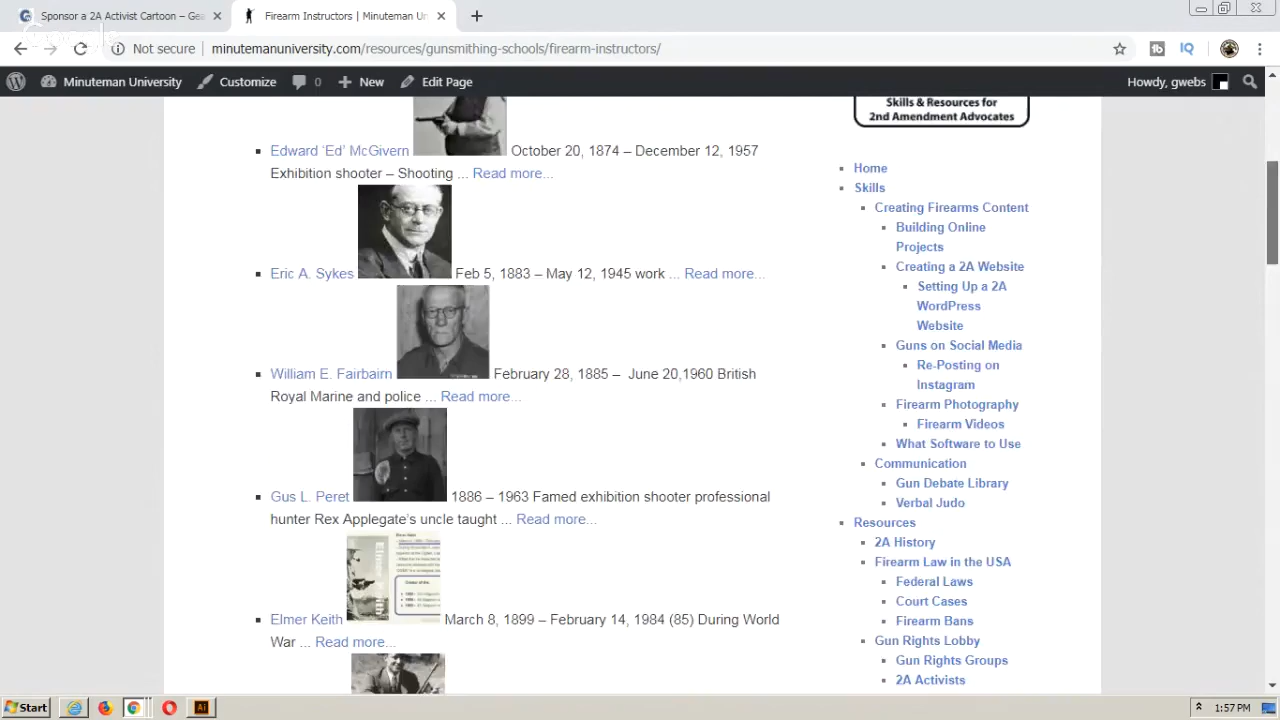 Sponsor a 2A Activist Cartoon – Gea
Firearm Instructors | Minuteman Un
Not secure | minutemanuniversity.com/resources/gunsmithing-schools/firearm-instructors/
Minuteman University Customize 0 New Edit Page Howdy, gwebs
Edward 'Ed' McGivern October 20, 1874 – December 12, 1957
Exhibition shooter – Shooting ... Read more...
Eric A. Sykes Feb 5, 1883 – May 12, 1945 work ... Read more...
William E. Fairbairn February 28, 1885 – June 20,1960 British
Royal Marine and police ... Read more...
Gus L. Peret 1886 – 1963 Famed exhibition shooter professional
hunter Rex Applegate's uncle taught ... Read more...
Elmer Keith March 8, 1899 – February 14, 1984 (85) During World
War ... Read more...
Skills & Resources for
2nd Amendment Advocates
Home
Skills
Creating Firearms Content
Building Online
Projects
Creating a 2A Website
Setting Up a 2A
WordPress
Website
Guns on Social Media
Re-Posting on
Instagram
Firearm Photography
Firearm Videos
What Software to Use
Communication
Gun Debate Library
Verbal Judo
Resources
2A History
Firearm Law in the USA
Federal Laws
Court Cases
Firearm Bans
Gun Rights Lobby
Gun Rights Groups
2A Activists
Start
1:57 PM